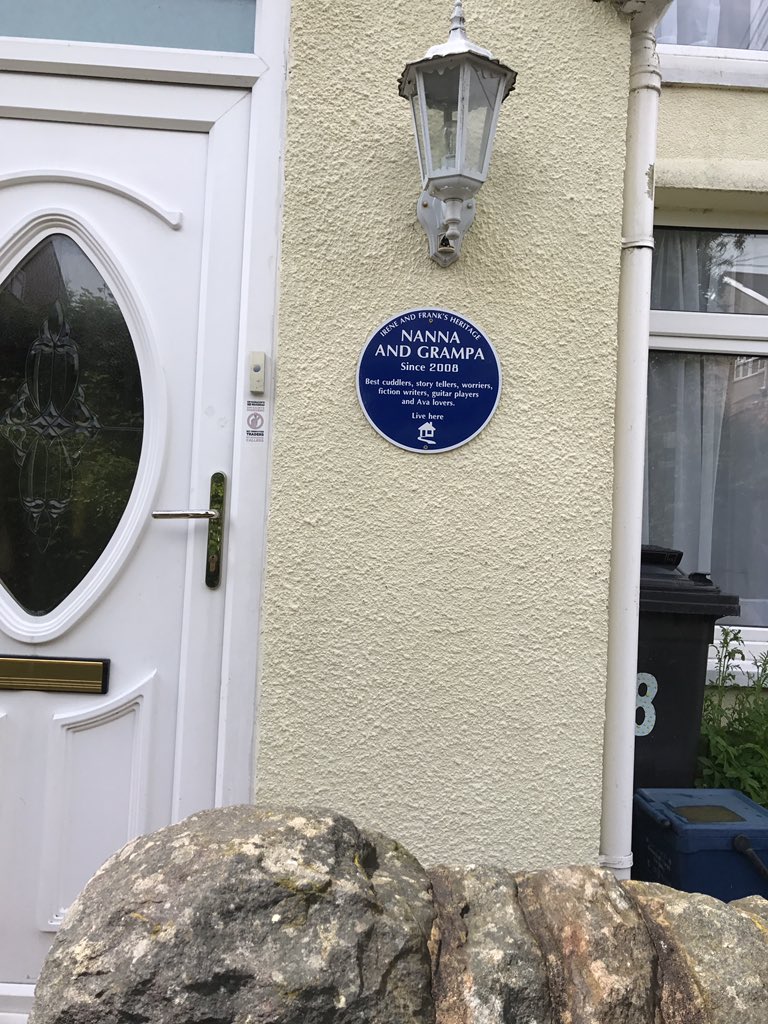 IRENE AND FRANK'S HERITAGE
NANNA
AND GRAMPA
Since 2008
Best cuddlers, story tellers, worriers,
fiction writers, guitar players
and Ava lovers.
Live here
TRADERS
8